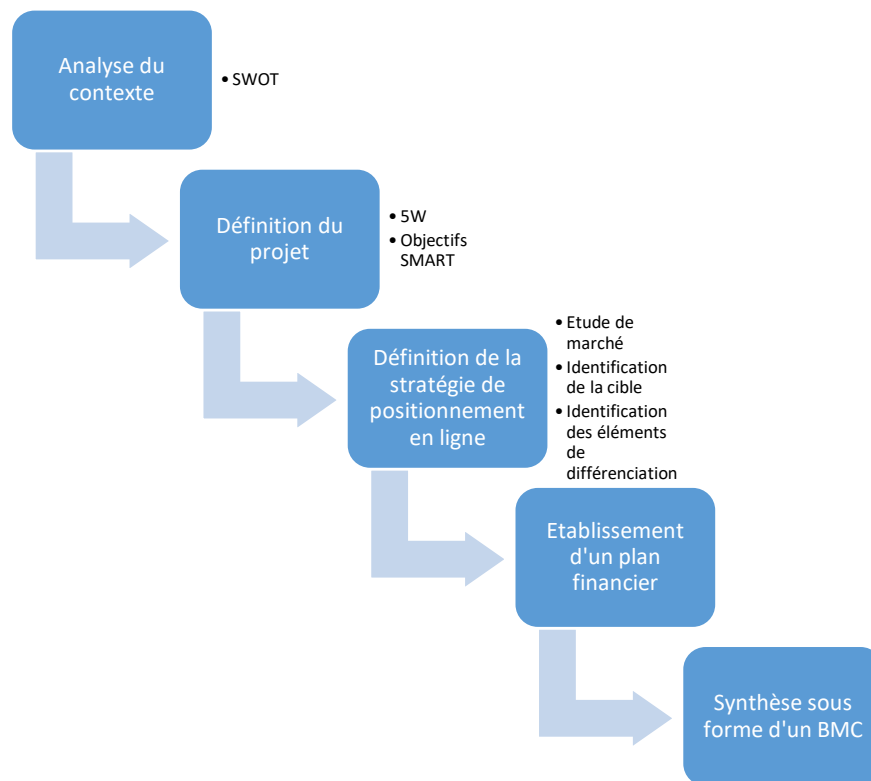 Analyse du
contexte
• SWOT
Définition du
projet
• 5W
• Objectifs
SMART
Définition de la
stratégie de
positionnement
en ligne
• Etude de
marché
• Identification
de la cible
• Identification
des éléments
de
différenciation
Etablissement
d'un plan
financier
Synthèse sous
forme d'un BMC